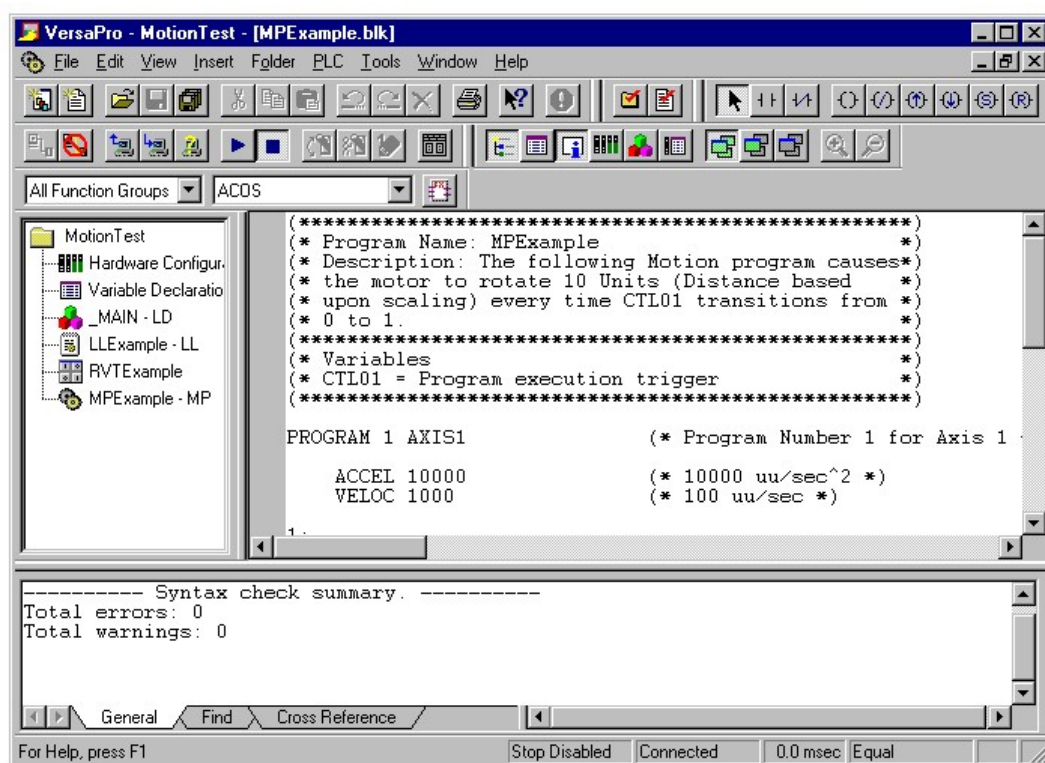 VersaPro - MotionTest - [MPExample.blk]
File Edit View Insert Folder PLC Tools Window Help
All Function Groups ACOS
MotionTest
Hardware Configur
Variable Declaratio
_MAIN - LD
LLExample - LL
RVTExample
MPExample - MP
(***************************************************)
(* Program Name: MPExample *)
(* Description: The following Motion program causes*)
(* the motor to rotate 10 Units (Distance based *)
(* upon scaling) every time CTL01 transitions from *)
(* 0 to 1. *)
(***************************************************)
(* Variables *)
(* CTL01 = Program execution trigger *)
(***************************************************)
PROGRAM 1 AXIS1 (* Program Number 1 for Axis 1
ACCEL 10000 (* 10000 uu/sec^2 *)
VELOC 1000 (* 100 uu/sec *)
1:
---------- Syntax check summary. ----------
Total errors: 0
Total warnings: 0
General Find Cross Reference
For Help, press F1 Stop Disabled Connected 0.0 msec Equal